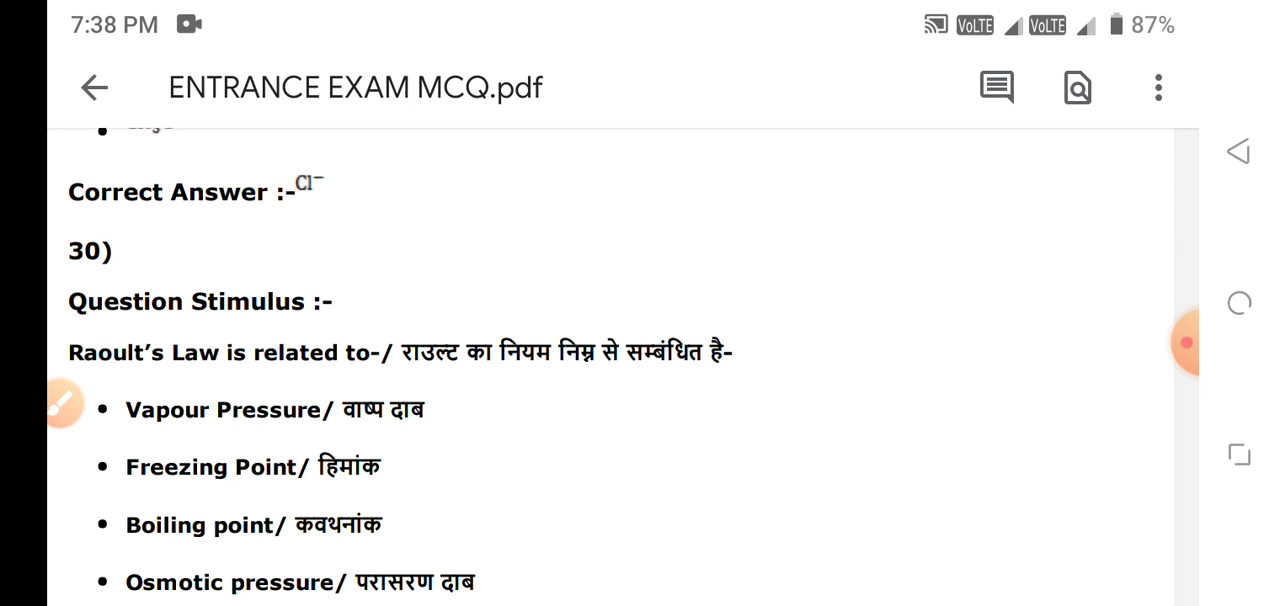 7:38 PM VoLTE VoLTE 87%
ENTRANCE EXAM MCQ.pdf
Correct Answer :-Cl⁻
30)
Question Stimulus :-
Raoult’s Law is related to-/ राउल्ट का नियम निम्न से सम्बंधित है-
• Vapour Pressure/ वाष्प दाब
• Freezing Point/ हिमांक
• Boiling point/ कवथनांक
• Osmotic pressure/ परासरण दाब